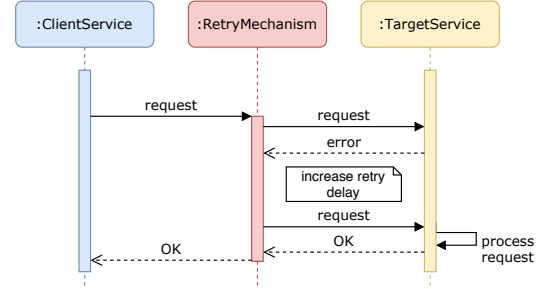 :ClientService
:RetryMechanism
:TargetService
request
request
error
increase retry
delay
request
OK
process
request
OK